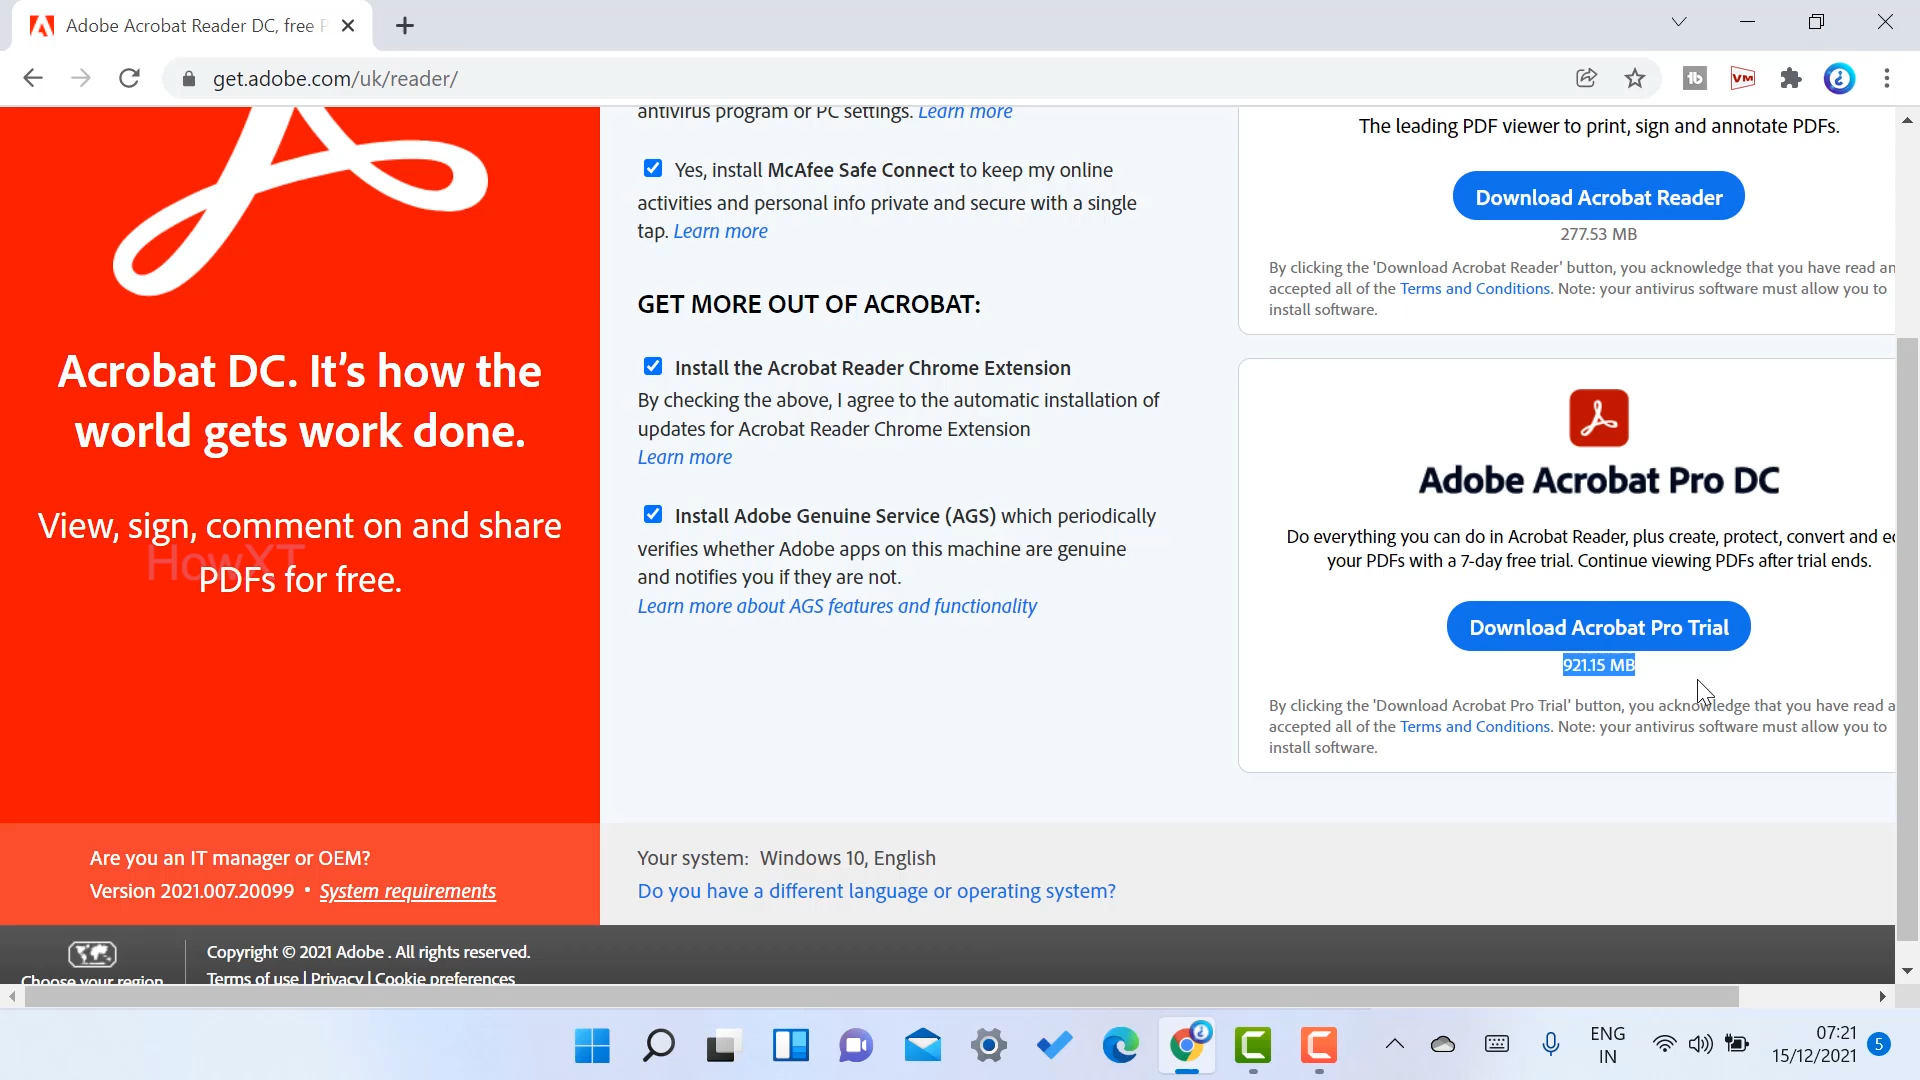 Adobe Acrobat Reader DC, free P
get.adobe.com/uk/reader/
tb
VM
antivirus program or PC settings. Learn more
Yes, install McAfee Safe Connect to keep my online
activities and personal info private and secure with a single
tap. Learn more
GET MORE OUT OF ACROBAT:
Install the Acrobat Reader Chrome Extension
By checking the above, I agree to the automatic installation of
updates for Acrobat Reader Chrome Extension
Learn more
Install Adobe Genuine Service (AGS) which periodically
verifies whether Adobe apps on this machine are genuine
and notifies you if they are not.
Learn more about AGS features and functionality
The leading PDF viewer to print, sign and annotate PDFs.
Download Acrobat Reader
277.53 MB
By clicking the 'Download Acrobat Reader' button, you acknowledge that you have read an
accepted all of the Terms and Conditions. Note: your antivirus software must allow you to
install software.
Adobe Acrobat Pro DC
Do everything you can do in Acrobat Reader, plus create, protect, convert and e
your PDFs with a 7-day free trial. Continue viewing PDFs after trial ends.
Download Acrobat Pro Trial
921.15 MB
By clicking the 'Download Acrobat Pro Trial' button, you acknowledge that you have read a
accepted all of the Terms and Conditions. Note: your antivirus software must allow you to
install software.
Acrobat DC. It's how the
world gets work done.
View, sign, comment on and share
PDFs for free.
HowXT
Are you an IT manager or OEM?
Version 2021.007.20099 • System requirements
Your system: Windows 10, English
Do you have a different language or operating system?
Choose your region
Copyright © 2021 Adobe . All rights reserved.
Terms of use | Privacy | Cookie preferences
ENG
IN
07:21
15/12/2021
5